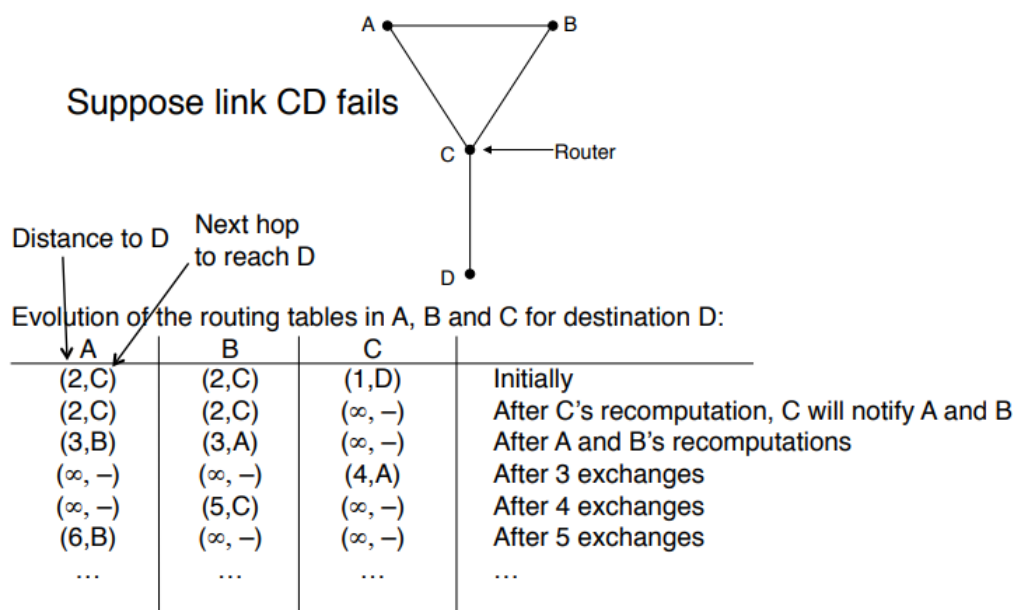 A
B
Suppose link CD fails
C
Router
Distance to D
Next hop
to reach D
D
Evolution of the routing tables in A, B and C for destination D:
A B C
(2,C) (2,C) (1,D) Initially
(2,C) (2,C) (∞, –) After C's recomputation, C will notify A and B
(3,B) (3,A) (∞, –) After A and B's recomputations
(∞, –) (∞, –) (4,A) After 3 exchanges
(∞, –) (5,C) (∞, –) After 4 exchanges
(6,B) (∞, –) (∞, –) After 5 exchanges
... ... ... ...